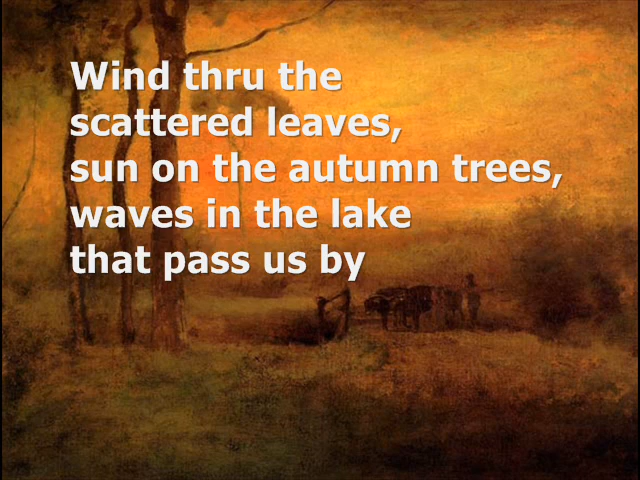 Wind thru the
scattered leaves,
sun on the autumn trees,
waves in the lake
that pass us by